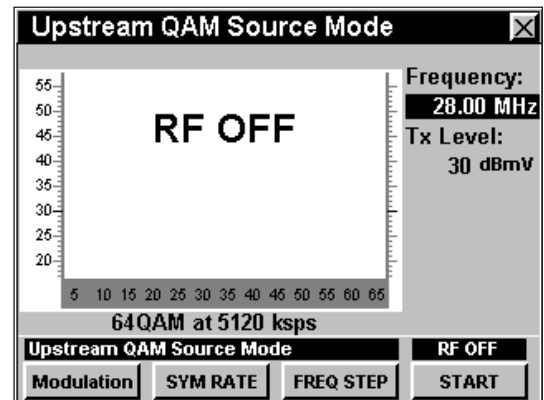 Upstream QAM Source Mode
Frequency:
28.00 MHz
Tx Level:
30 dBmV
55
50
45
40
35
30
25
20
RF OFF
5 10 15 20 25 30 35 40 45 50 55 60 65
64QAM at 5120 ksps
Upstream QAM Source Mode RF OFF
Modulation SYM RATE FREQ STEP START